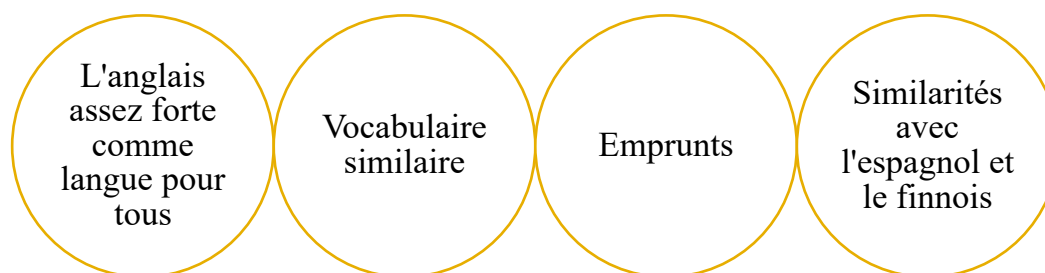 L'anglais
assez forte
comme
langue pour
tous
Vocabulaire
similaire
Emprunts
Similarités
avec
l'espagnol et
le finnois